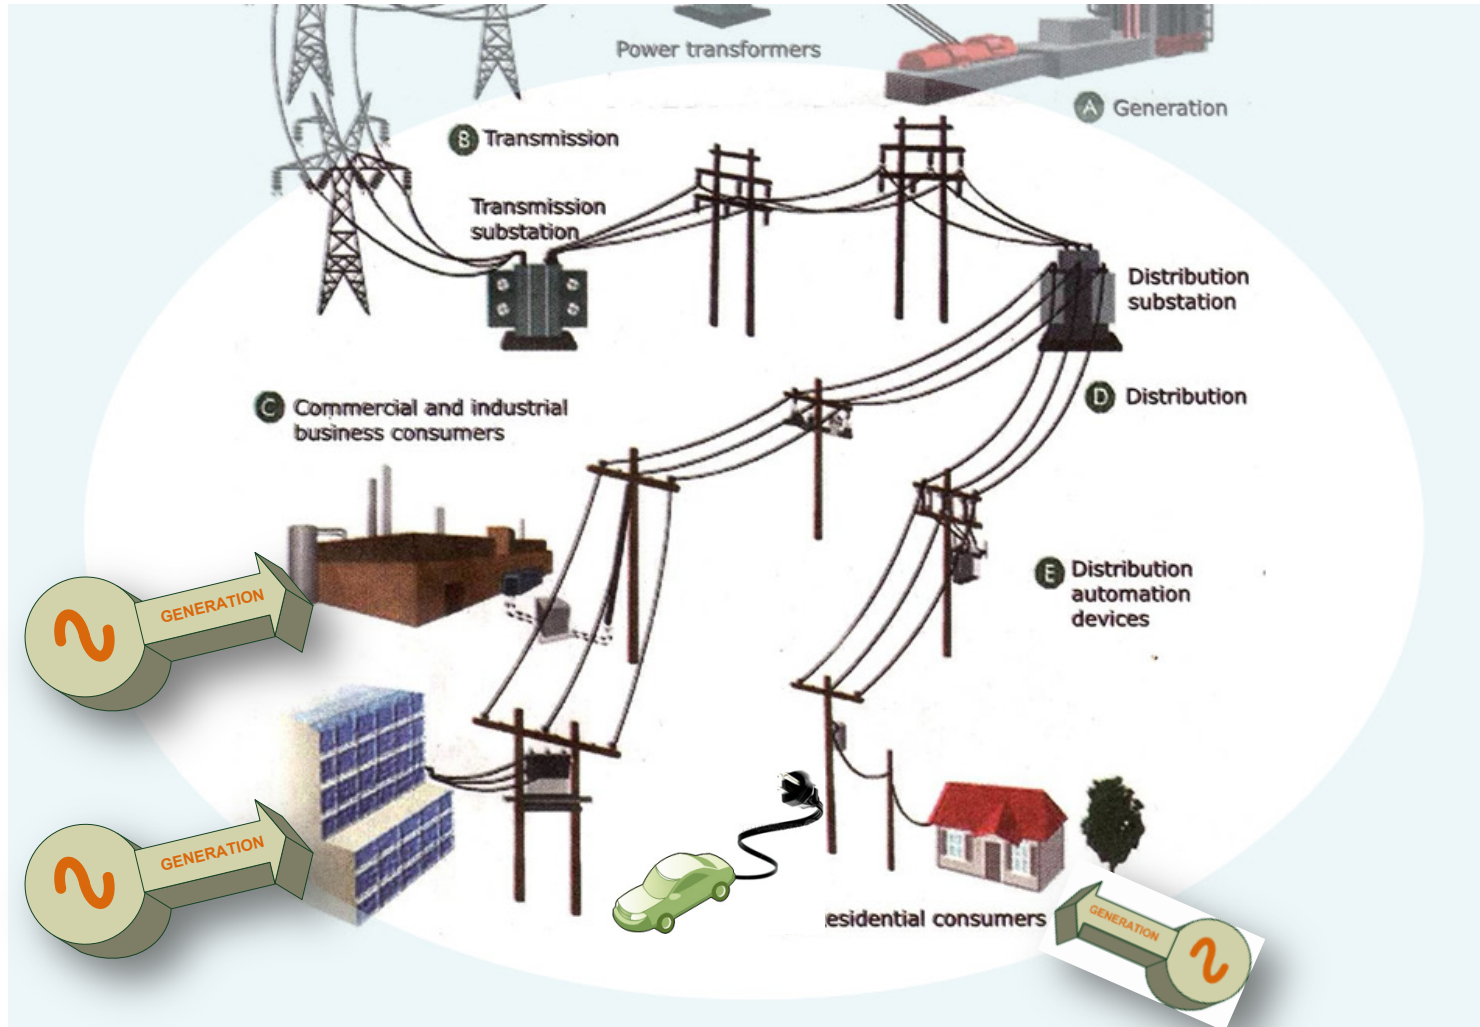 Power transformers
A Generation
B Transmission
Transmission
substation
Distribution
substation
C Commercial and industrial
business consumers
D Distribution
E Distribution
automation
devices
GENERATION
GENERATION
esidential consumers
GENERATION